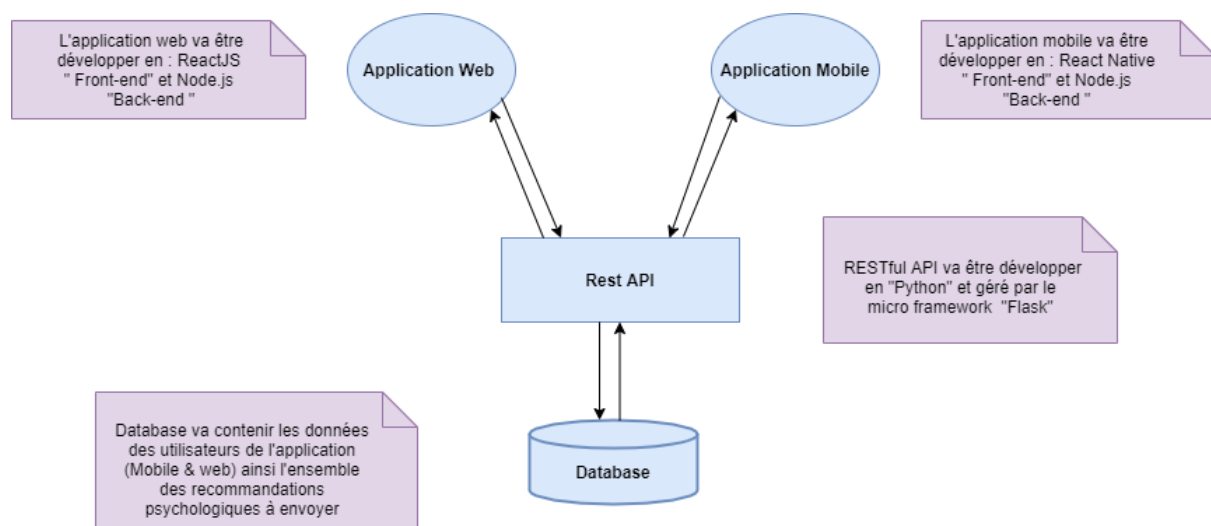 L'application web va être
développer en : ReactJS
" Front-end" et Node.js
"Back-end "
Application Web
Application Mobile
L'application mobile va être
développer en : React Native
" Front-end" et Node.js
"Back-end "
Rest API
RESTful API va être développer
en "Python" et géré par le
micro framework "Flask"
Database va contenir les données
des utilisateurs de l'application
(Mobile & web) ainsi l'ensemble
des recommandations
psychologiques à envoyer
Database